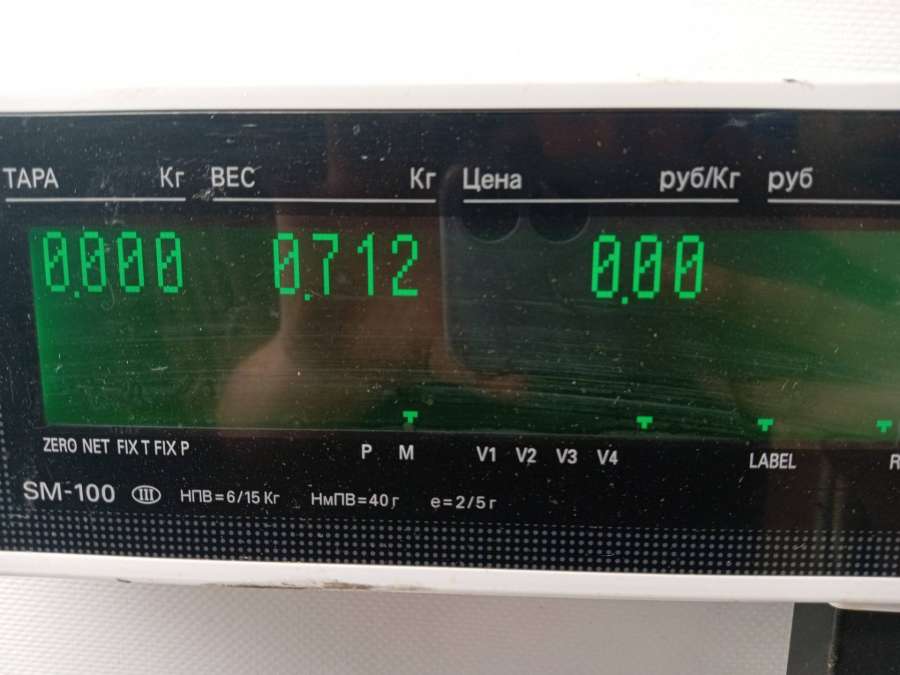 ТАРА Кг ВЕС Кг Цена руб/Кг руб
0.000 0.712 0.00
ZERO NET FIX T FIX P P M V1 V2 V3 V4 LABEL
SM-100 III НПВ=6/15 Кг НмПВ=40 г e=2/5 г